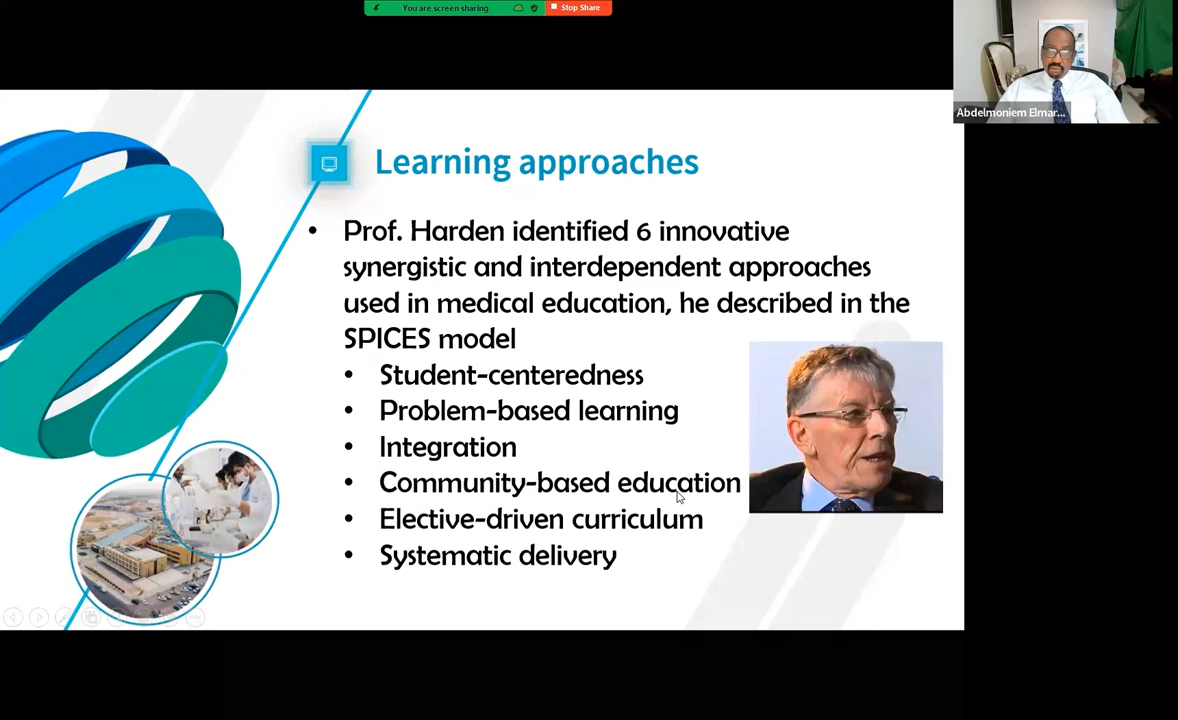 You are screen sharing
Stop Share
Abdelmoniem Elmar...
Learning approaches
• Prof. Harden identified 6 innovative
synergistic and interdependent approaches
used in medical education, he described in the
SPICES model
• Student-centeredness
• Problem-based learning
• Integration
• Community-based education
• Elective-driven curriculum
• Systematic delivery